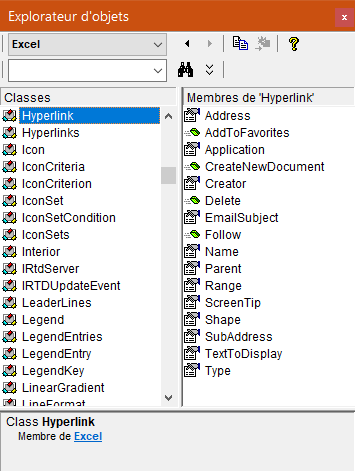 Explorateur d'objets
x
Excel
Classes
Hyperlink
Hyperlinks
Icon
IconCriteria
IconCriterion
IconSet
IconSetCondition
IconSets
Interior
IRtdServer
IRTDUpdateEvent
LeaderLines
Legend
LegendEntries
LegendEntry
LegendKey
LinearGradient
LineFormat
Membres de 'Hyperlink'
Address
AddToFavorites
Application
CreateNewDocument
Creator
Delete
EmailSubject
Follow
Name
Parent
Range
ScreenTip
Shape
SubAddress
TextToDisplay
Type
Class Hyperlink
Membre de Excel